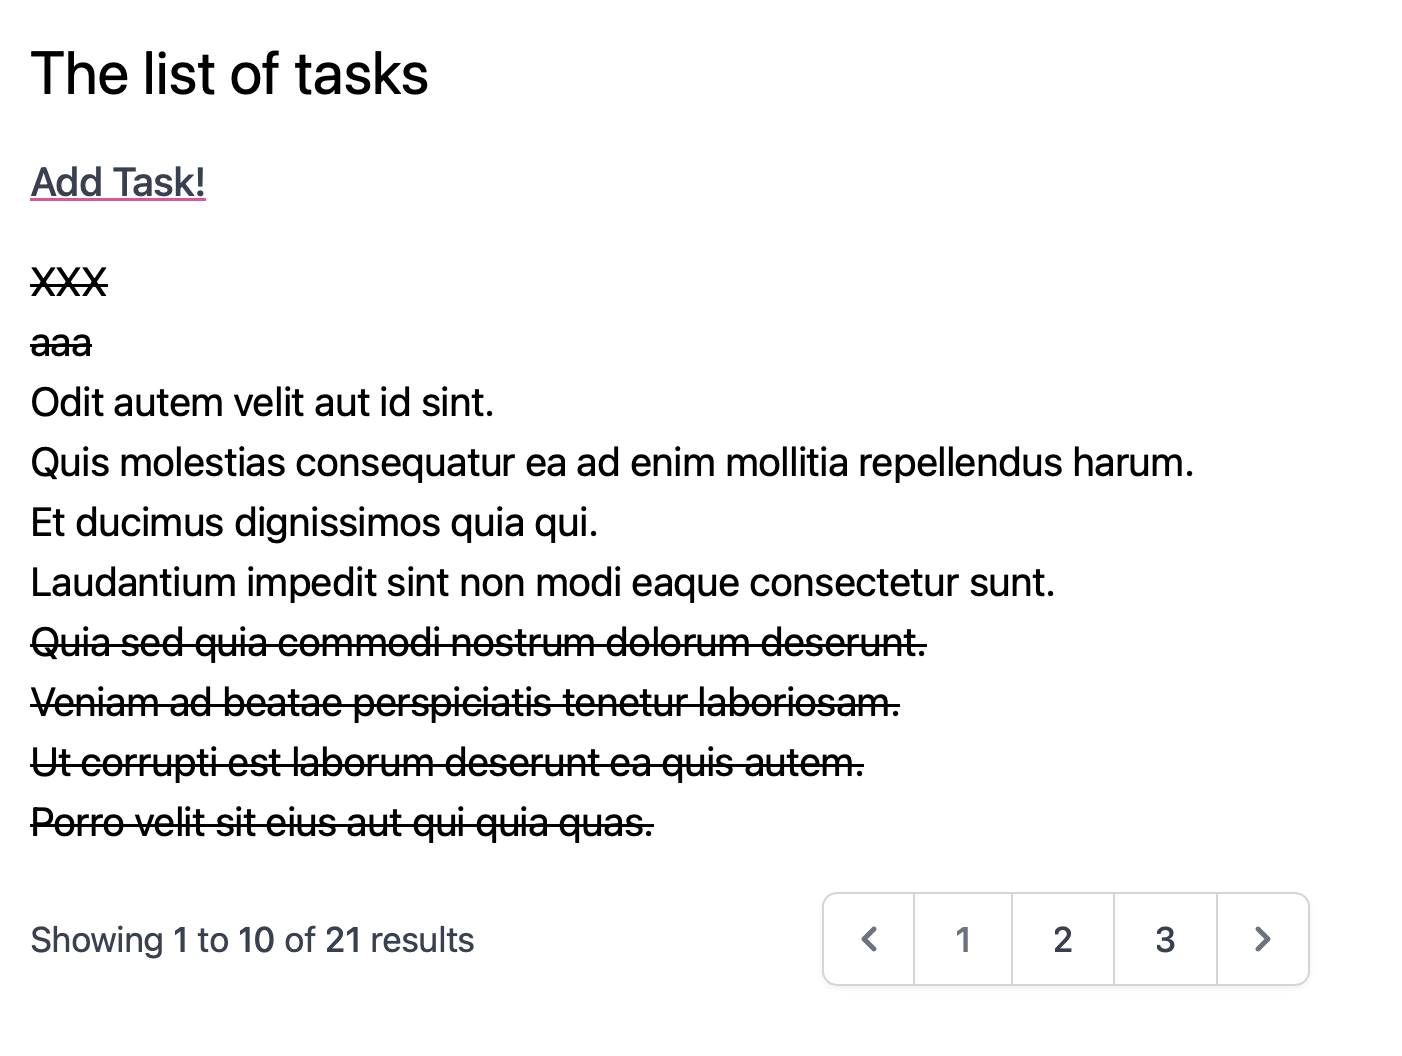 The list of tasks
Add Task!
XXX
aaa
Odit autem velit aut id sint.
Quis molestias consequatur ea ad enim mollitia repellendus harum.
Et ducimus dignissimos quia qui.
Laudantium impedit sint non modi eaque consectetur sunt.
Quia sed quia commodi nostrum dolorum deserunt.
Veniam ad beatae perspiciatis tenetur laboriosam.
Ut corrupti est laborum deserunt ea quis autem.
Porro velit sit eius aut qui quia quas.
Showing 1 to 10 of 21 results
1 2 3